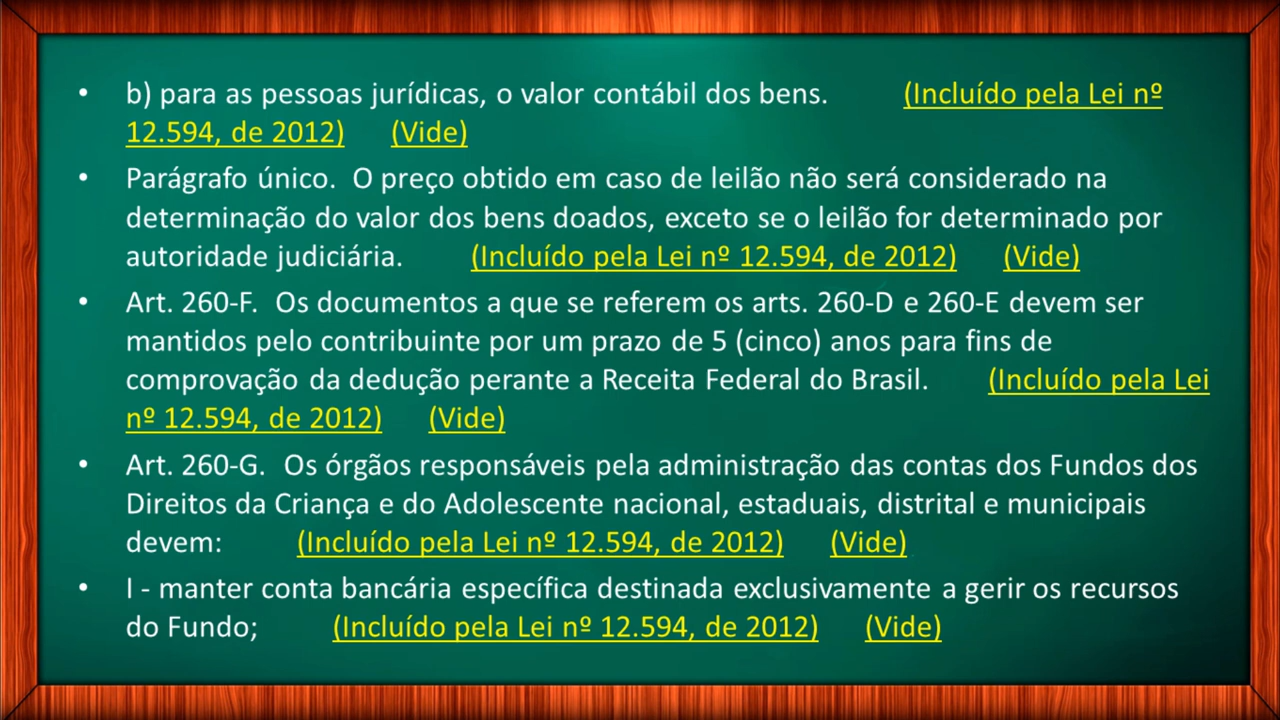 • b) para as pessoas jurídicas, o valor contábil dos bens. (Incluído pela Lei nº
12.594, de 2012) (Vide)
• Parágrafo único. O preço obtido em caso de leilão não será considerado na
determinação do valor dos bens doados, exceto se o leilão for determinado por
autoridade judiciária. (Incluído pela Lei nº 12.594, de 2012) (Vide)
• Art. 260-F. Os documentos a que se referem os arts. 260-D e 260-E devem ser
mantidos pelo contribuinte por um prazo de 5 (cinco) anos para fins de
comprovação da dedução perante a Receita Federal do Brasil. (Incluído pela Lei
nº 12.594, de 2012) (Vide)
• Art. 260-G. Os órgãos responsáveis pela administração das contas dos Fundos dos
Direitos da Criança e do Adolescente nacional, estaduais, distrital e municipais
devem: (Incluído pela Lei nº 12.594, de 2012) (Vide)
• I - manter conta bancária específica destinada exclusivamente a gerir os recursos
do Fundo; (Incluído pela Lei nº 12.594, de 2012) (Vide)